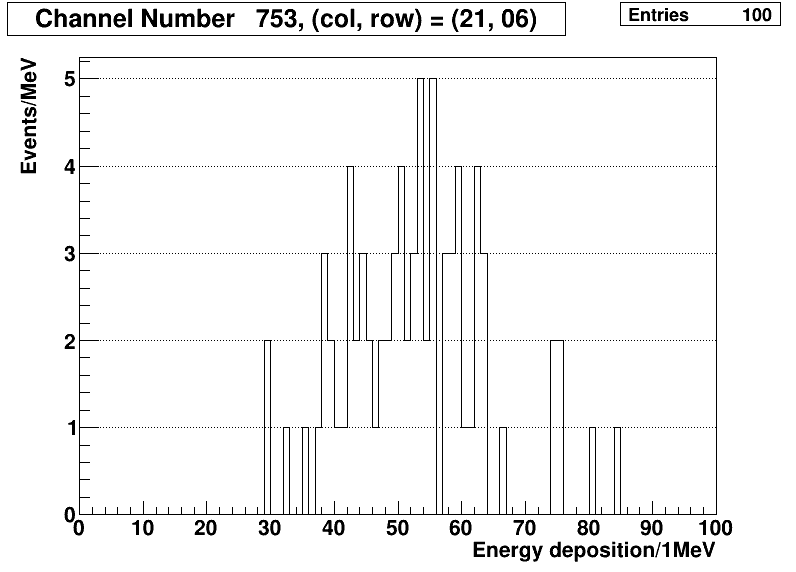 Channel Number 753, (col, row) = (21, 06)
Entries 100
Events/MeV
5
4
3
2
1
0
0 10 20 30 40 50 60 70 80 90 100
Energy deposition/1MeV